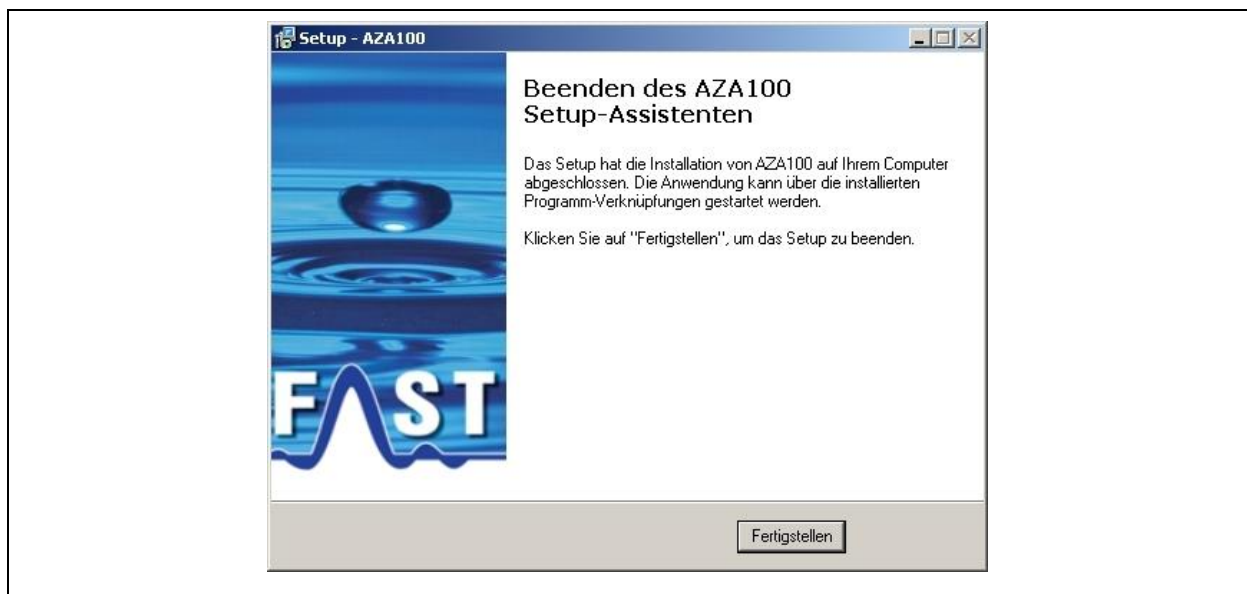 Setup - AZA100
Beenden des AZA100
Setup-Assistenten
Das Setup hat die Installation von AZA100 auf Ihrem Computer
abgeschlossen. Die Anwendung kann über die installierten
Programm-Verknüpfungen gestartet werden.
Klicken Sie auf "Fertigstellen", um das Setup zu beenden.
FAST
Fertigstellen